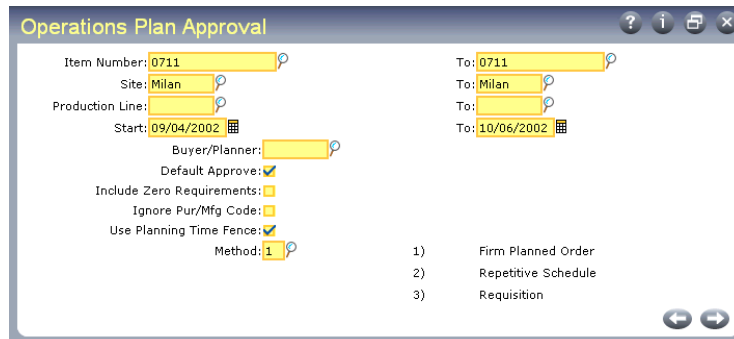 Operations Plan Approval
Item Number: 0711 To: 0711
Site: Milan To: Milan
Production Line: To:
Start: 09/04/2002 To: 10/06/2002
Buyer/Planner:
Default Approve:
Include Zero Requirements:
Ignore Pur/Mfg Code:
Use Planning Time Fence:
Method: 1 1) Firm Planned Order
2) Repetitive Schedule
3) Requisition